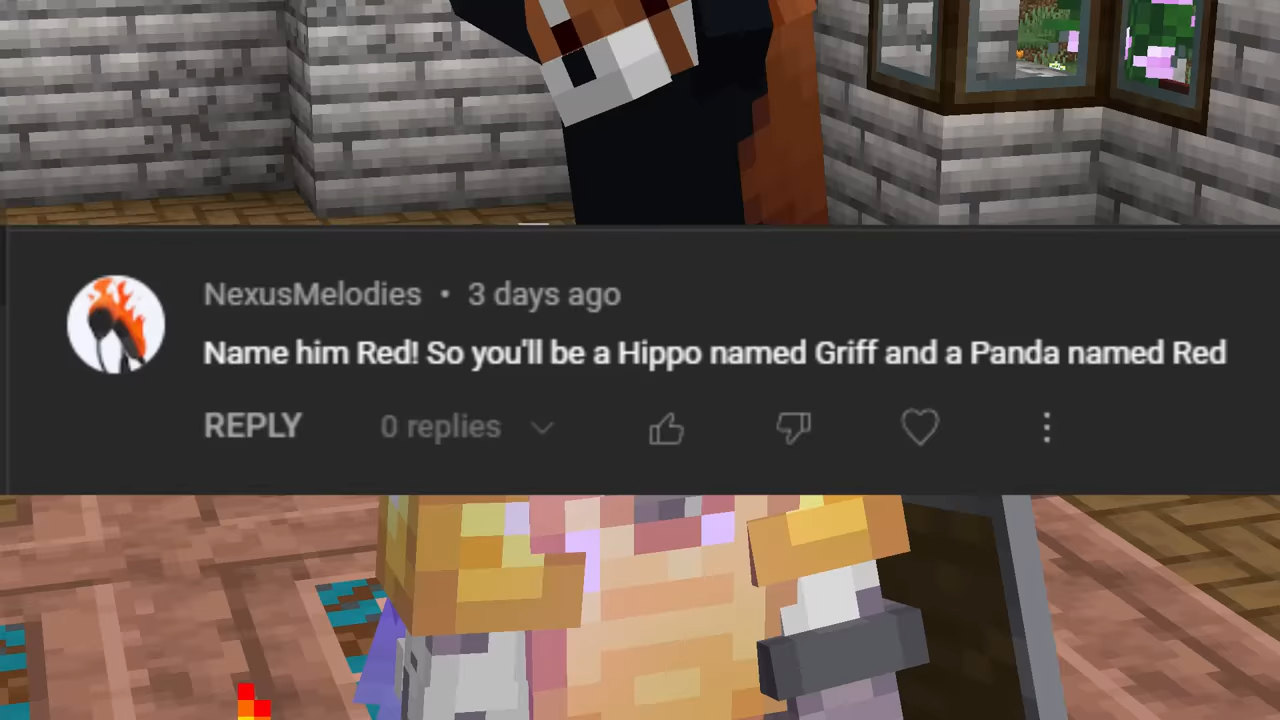 NexusMelodies • 3 days ago
Name him Red! So you'll be a Hippo named Griff and a Panda named Red
REPLY 0 replies